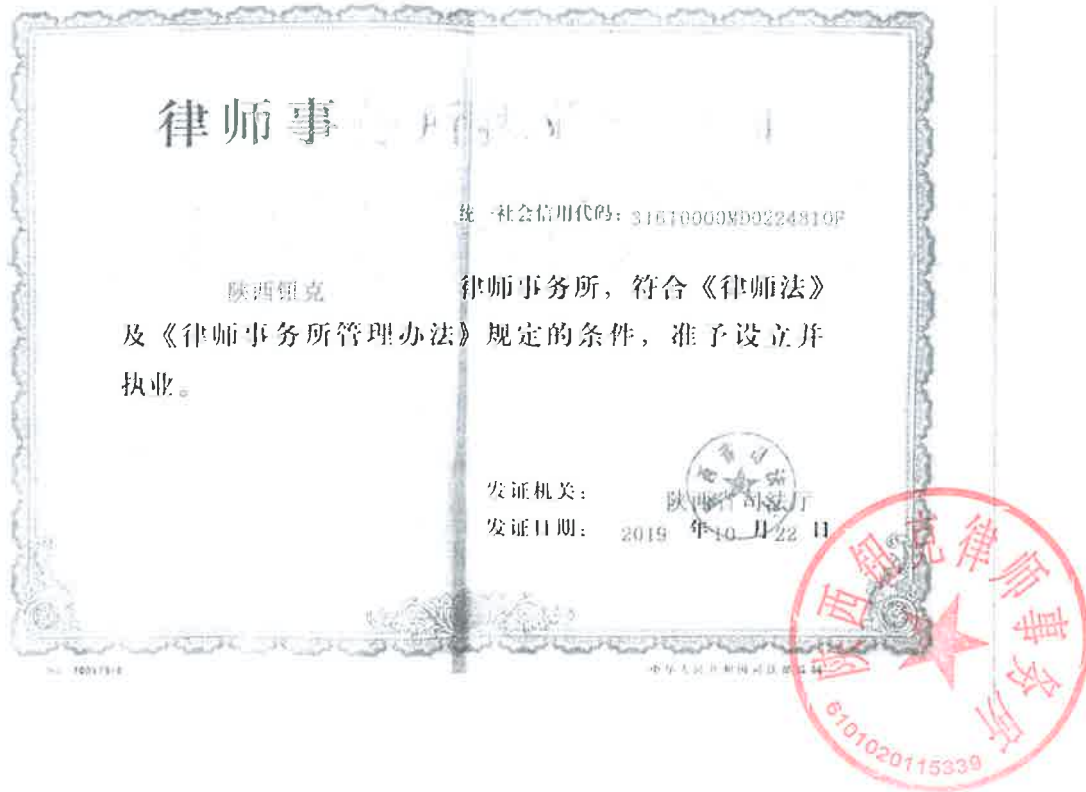 律师事
统一社会信用代码：31610000MD0224810F
陕西钮克 律师事务所，符合《律师法》
及《律师事务所管理办法》规定的条件，准予设立并
执业。
发证机关： 陕西省司法厅
发证日期： 2019 年 10 月 22 日
陕西钮克律师事务所
6101020115339